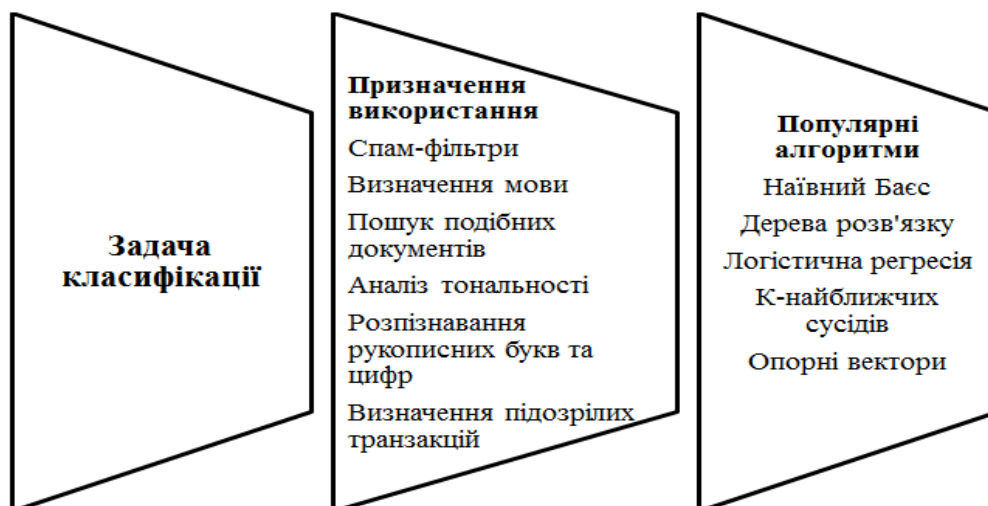 Задача
класифікації
Призначення
використання
Спам-фільтри
Визначення мови
Пошук подібних
документів
Аналіз тональності
Розпізнавання
рукописних букв та
цифр
Визначення підозрілих
транзакцій
Популярні
алгоритми
Наївний Баєс
Дерева розв'язку
Логістична регресія
К-найближчих
сусідів
Опорні вектори